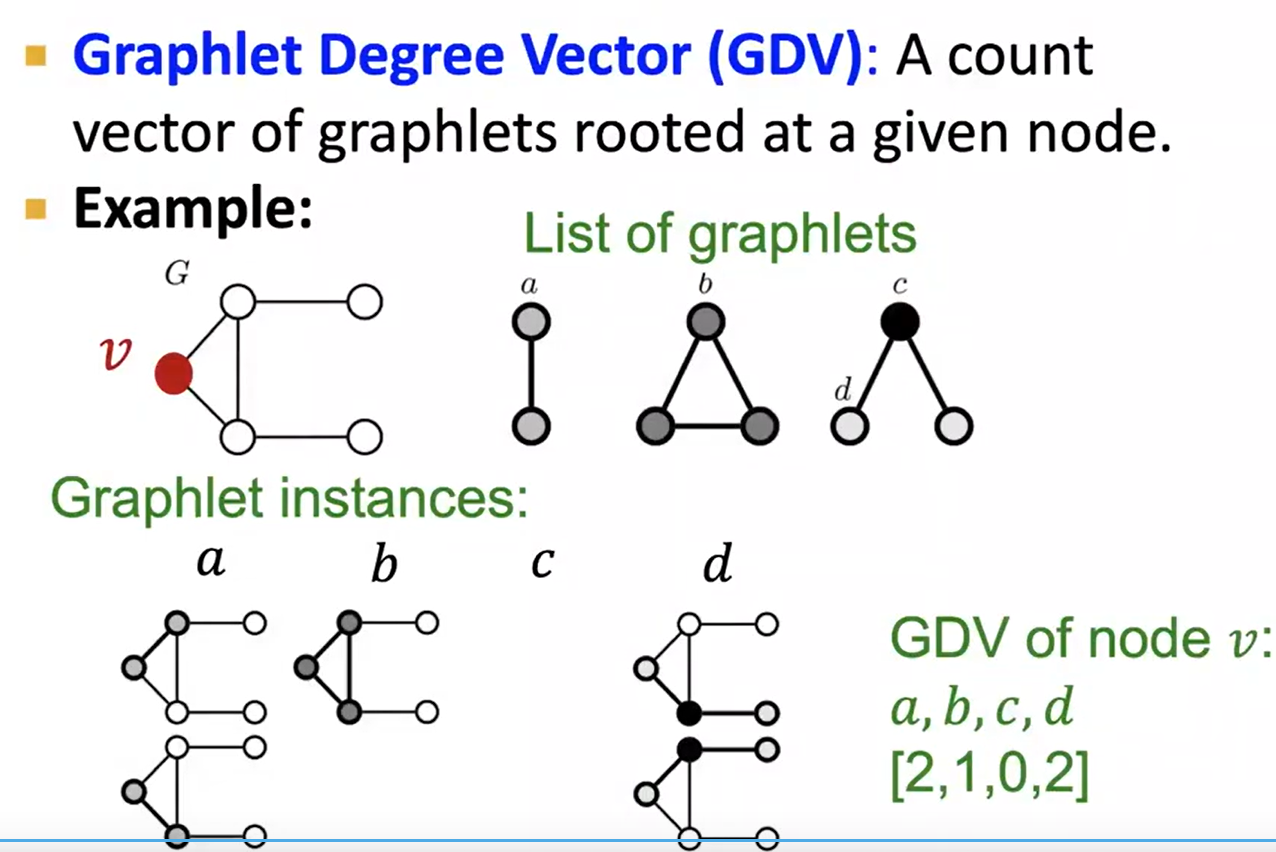 Graphlet Degree Vector (GDV): A count
vector of graphlets rooted at a given node.
Example:
List of graphlets
G
a
b
c
v
d
Graphlet instances:
a
b
c
d
GDV of node v:
a, b, c, d
[2,1,0,2]